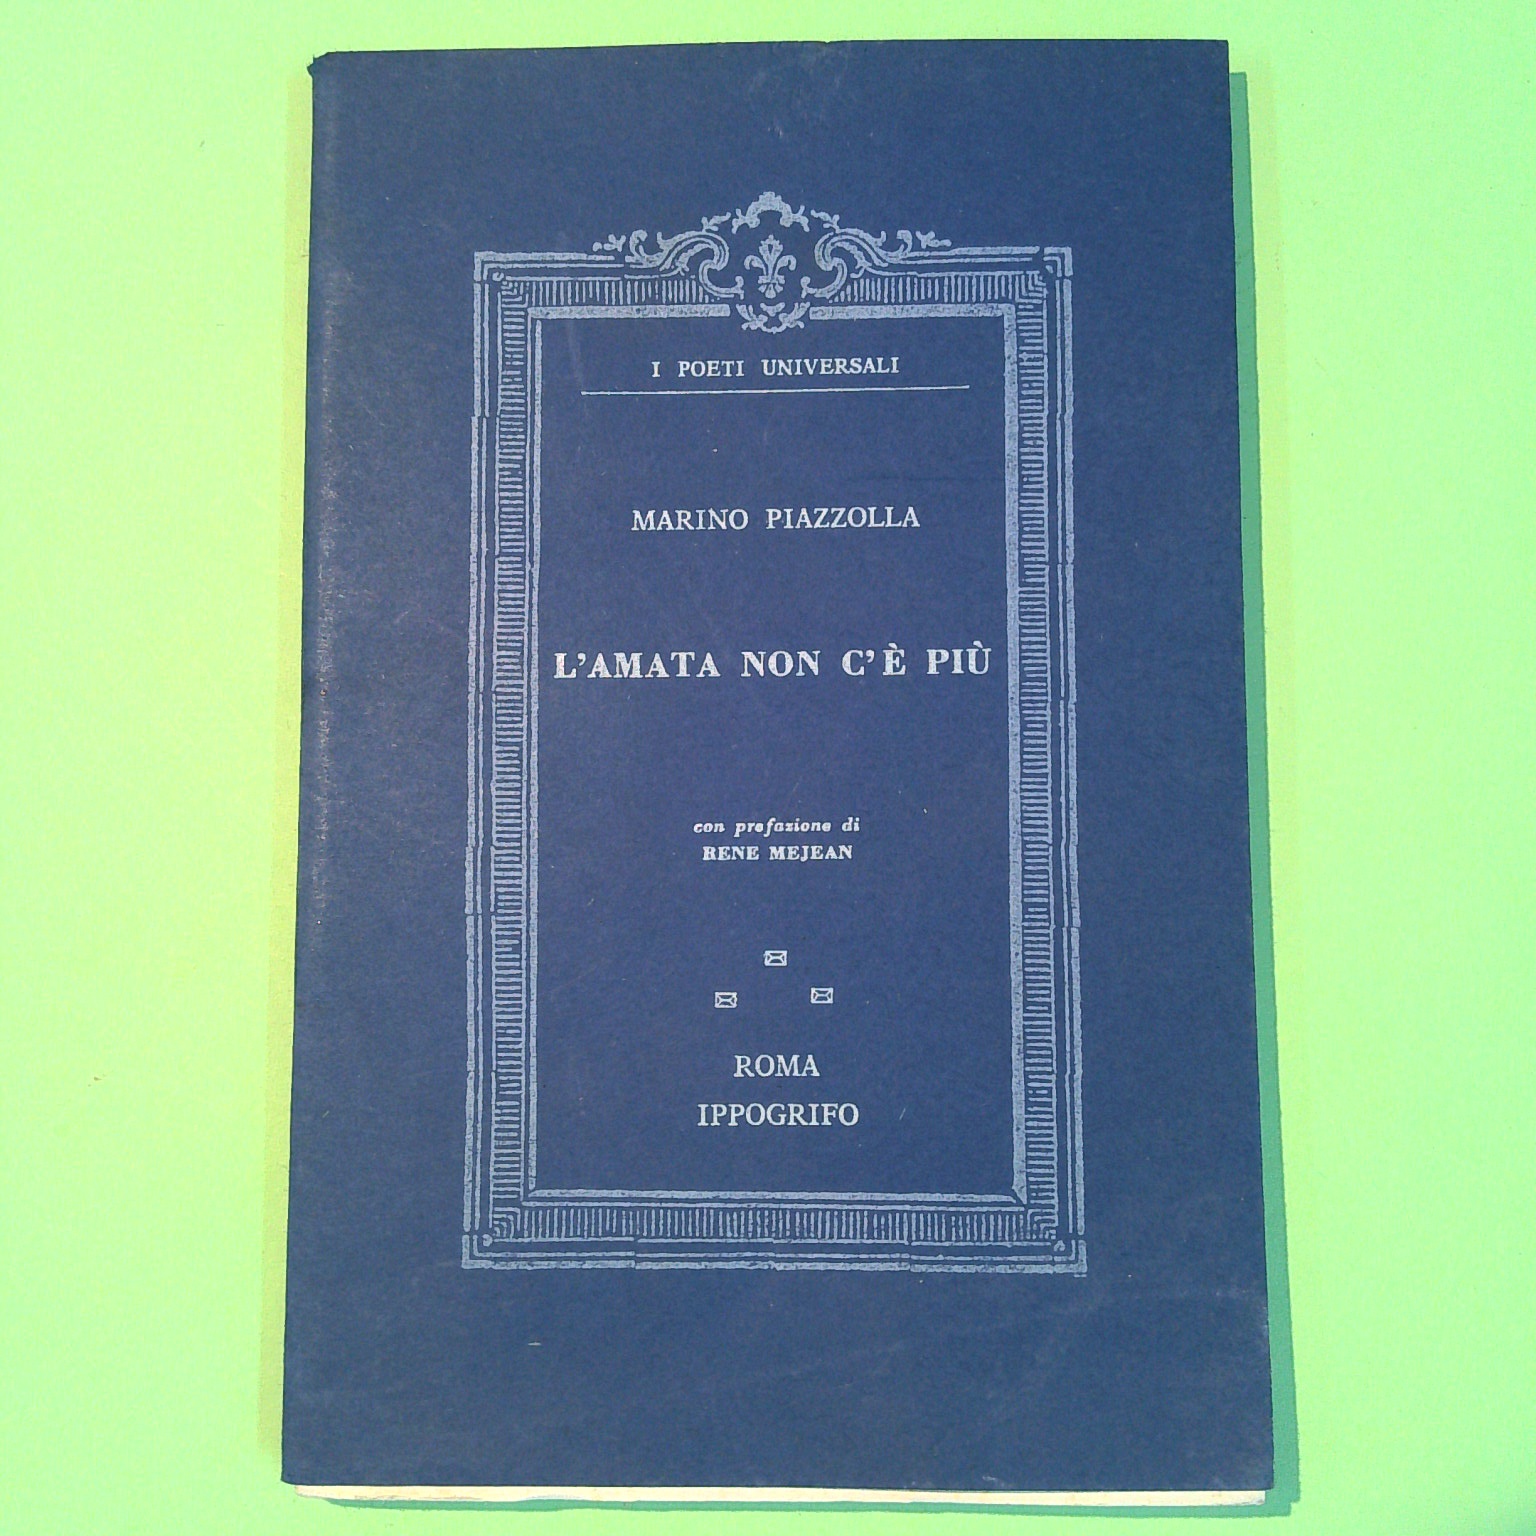 I POETI UNIVERSALI
MARINO PIAZZOLLA
L'AMATA NON C'È PIÙ
con prefazione di
RENE MEJEAN
ROMA
IPPOGRIFO